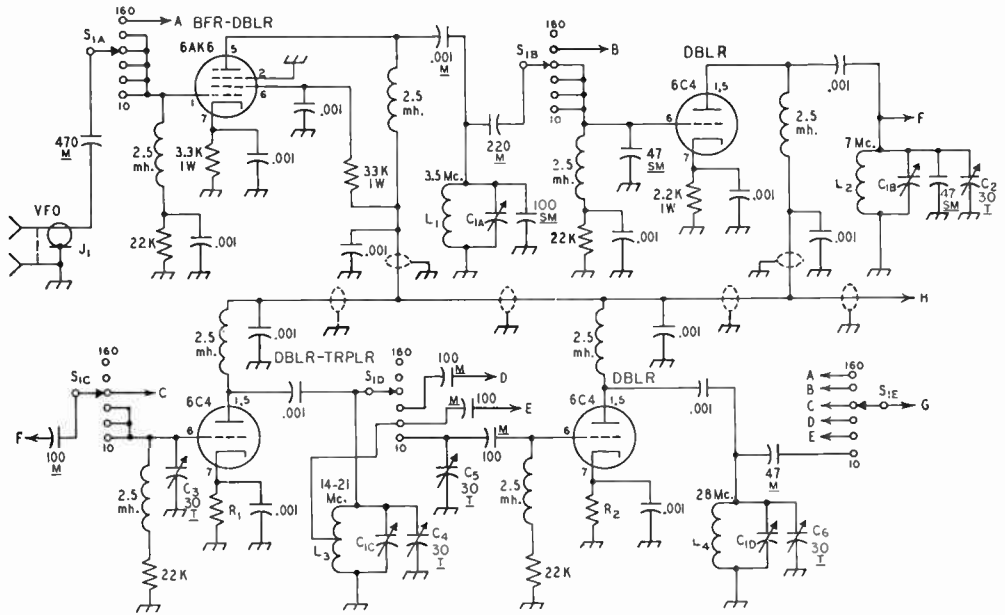 160
A
BFR-DBLR
S1A
6AK6
5
2
6
1
7
10
.001
M
2.5
mh.
470
M
2.5
mh.
3.3K
1W
.001
.001
33K
1W
22K
.001
.001
VFO
J1
220
M
3.5 Mc.
L1
C1A
100
SM
S1B
160
B
10
DBLR
6C4
1,5
6
7
2.5
mh.
47
SM
22K
.001
2.2K
1W
.001
2.5
mh.
.001
.001
F
7 Mc.
L2
C1B
47
SM
C2
30
T
H
2.5
mh.
.001
2.5
mh.
.001
160
S1C
C
10
F
100
M
DBLR-TRPLR
6C4
1,5
6
7
.001
S1D
160
100
M
D
M
100
E
10
M
100
C3
30
T
2.5
mh.
R1
.001
22K
14-21
Mc.
L3
C1C
C4
30
T
C5
30
T
DBLR
6C4
1,5
6
7
.001
2.5
mh.
22K
R2
.001
28Mc.
L4
C1D
C6
30
T
47
M
160
A
B
C
D
E
S1E
G
10